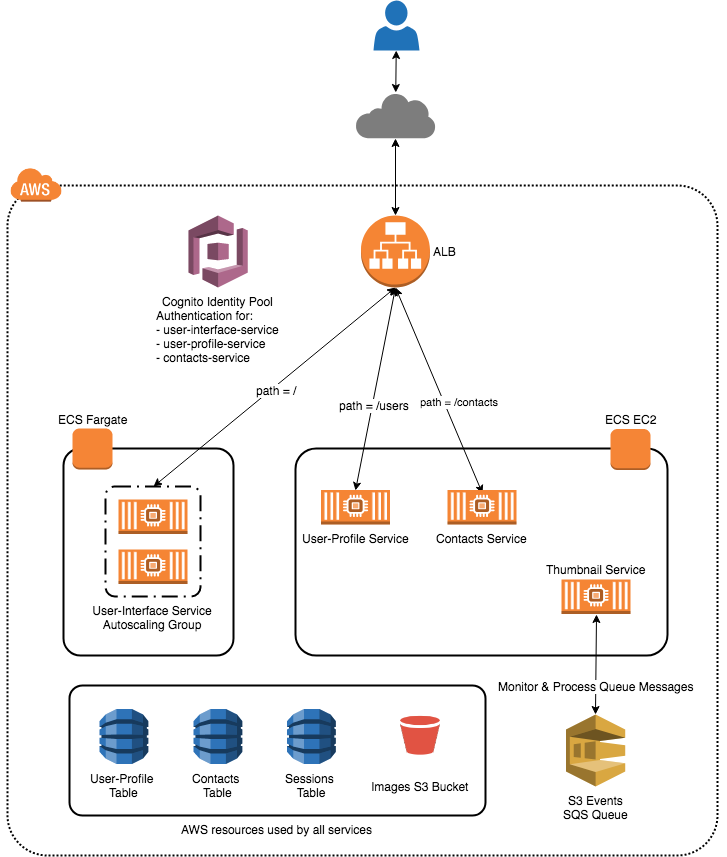 AWS
ALB
Cognito Identity Pool
Authentication for:
- user-interface-service
- user-profile-service
- contacts-service
path = /
path = /users
path = /contacts
ECS Fargate
ECS EC2
User-Profile Service
Contacts Service
Thumbnail Service
User-Interface Service
Autoscaling Group
Monitor & Process Queue Messages
User-Profile
Table
Contacts
Table
Sessions
Table
Images S3 Bucket
S3 Events
SQS Queue
AWS resources used by all services